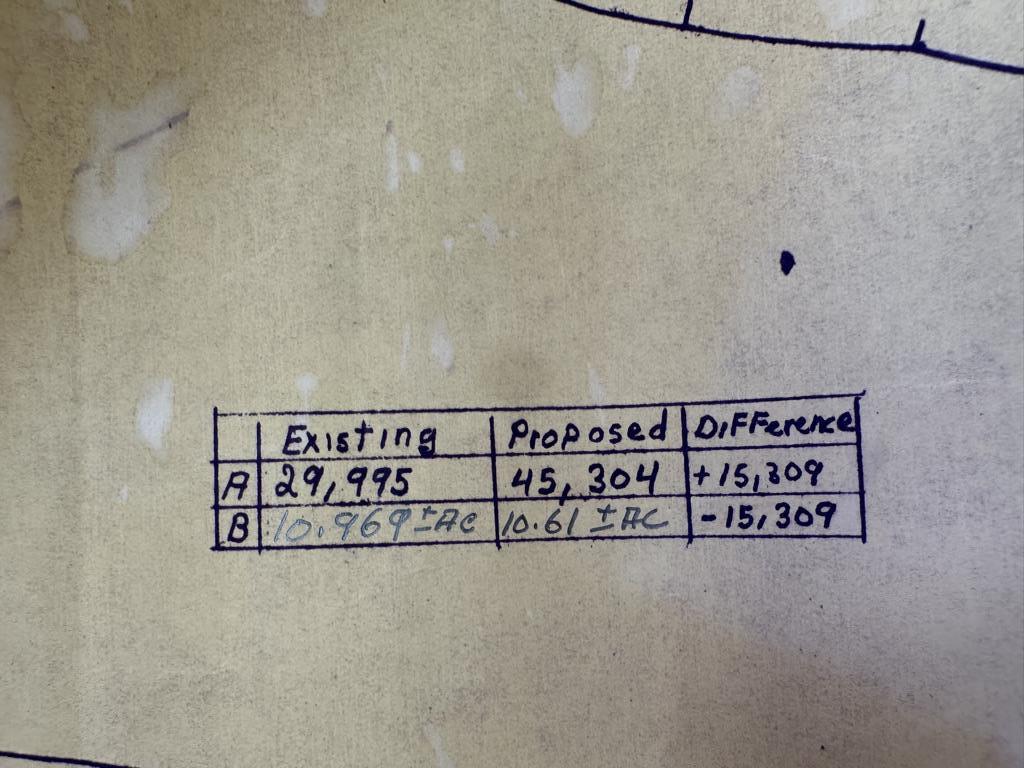 Existing Proposed Difference
A 29,995 45,304 +15,309
B 10.969 ± AC 10.61 ± AC -15,309